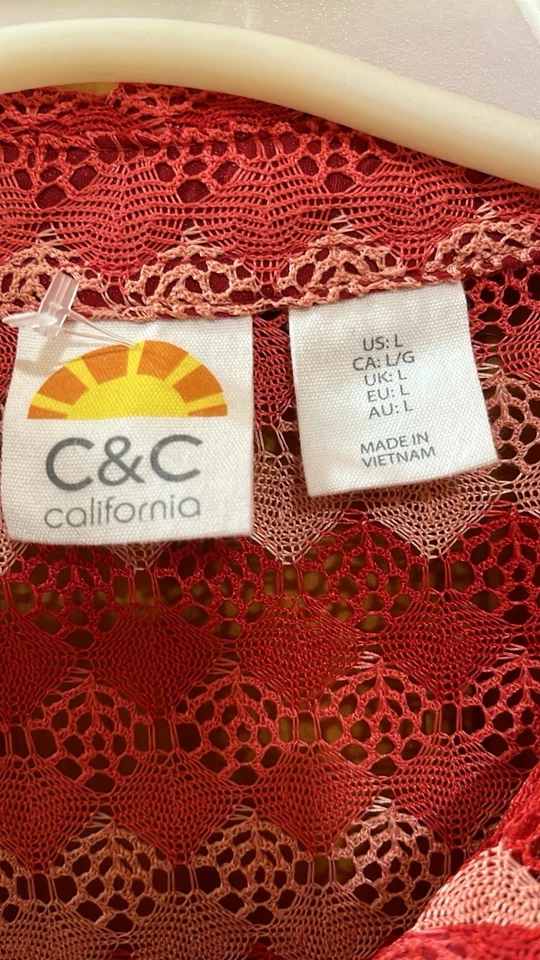 C&C
california
US: L
CA: L/G
UK: L
EU: L
AU: L
MADE IN
VIETNAM